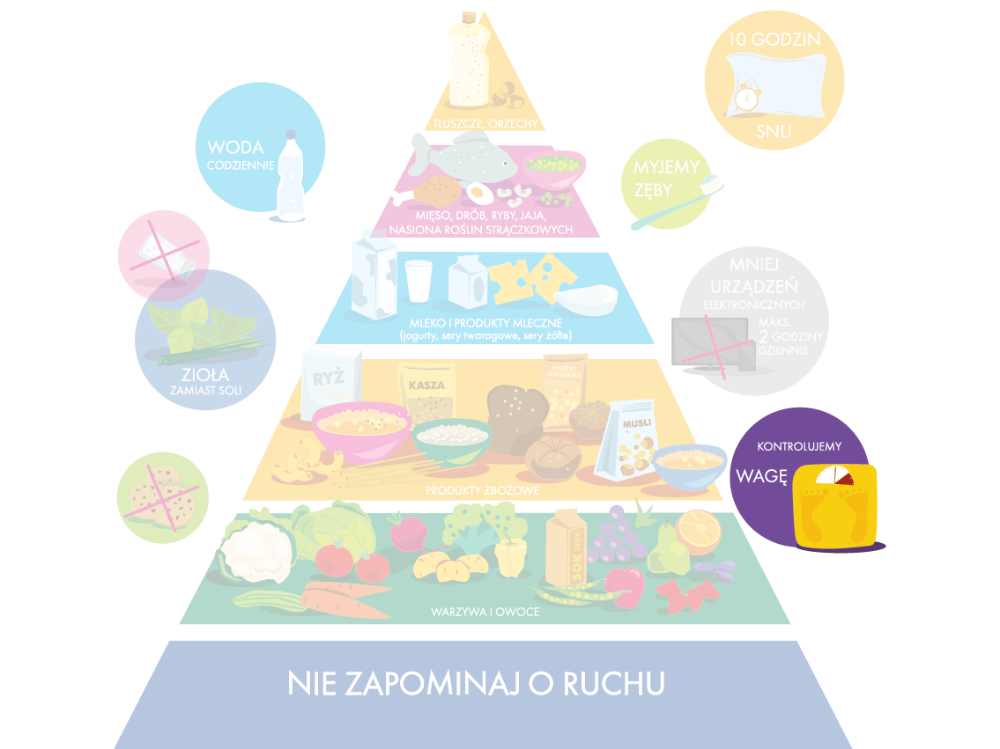 10 GODZIN
SNU
WODA
CODZIENNIE
TŁUSZCZE, ORZECHY
MYJEMY
ZĘBY
MIĘSO, DRÓB, RYBY, JAJA,
NASIONA ROŚLIN STRĄCZKOWYCH
MNIEJ
URZĄDZEŃ
ELEKTRONICZNYCH
MAKS.
2 GODZINY
DZIENNIE
MLEKO I PRODUKTY MLECZNE
(jogurty, sery twarogowe, sery żółte)
ZIOŁA
ZAMIAST SOLI
RYŻ
KASZA
PŁATKI
OWSIANE
MUSLI
PRODUKTY ZBOŻOWE
KONTROLUJEMY
WAGĘ
SOK 100%
WARZYWA I OWOCE
NIE ZAPOMINAJ O RUCHU